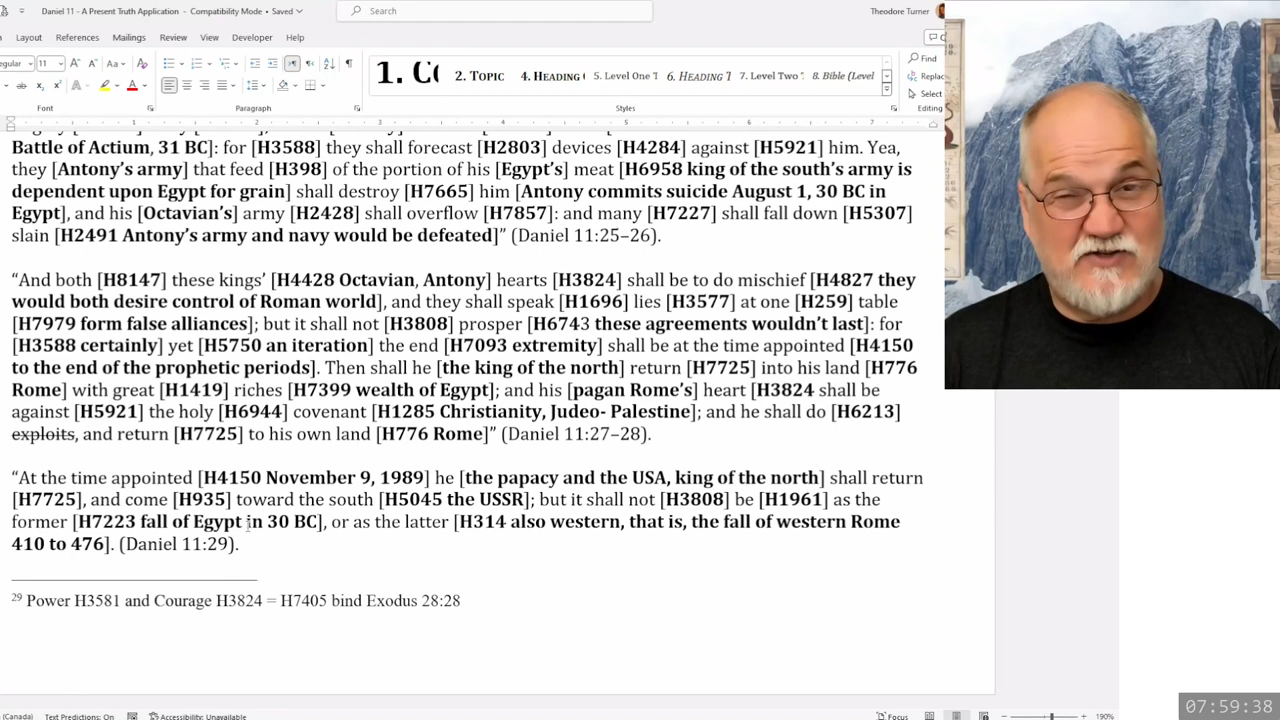 Daniel 11 - A Present Truth Application - Compatibility Mode • Saved
Search
Theodore Turner
Layout References Mailings Review View Developer Help
11
Aa
1. 2. TOPIC 4. HEADING 5. Level One 6. HEADING 7. Level Two 8. Bible (Level
Find
Select
Font Paragraph Styles Editing
1 2 3 4 5 6 7
Battle of Actium, 31 BC]: for [H3588] they shall forecast [H2803] devices [H4284] against [H5921] him. Yea,
they [Antony’s army] that feed [H398] of the portion of his [Egypt’s] meat [H6958 king of the south’s army is
dependent upon Egypt for grain] shall destroy [H7665] him [Antony commits suicide August 1, 30 BC in
Egypt], and his [Octavian’s] army [H2428] shall overflow [H7857]: and many [H7227] shall fall down [H5307]
slain [H2491 Antony’s army and navy would be defeated]” (Daniel 11:25–26).
“And both [H8147] these kings’ [H4428 Octavian, Antony] hearts [H3824] shall be to do mischief [H4827 they
would both desire control of Roman world], and they shall speak [H1696] lies [H3577] at one [H259] table
[H7979 form false alliances]; but it shall not [H3808] prosper [H6743 these agreements wouldn’t last]: for
[H3588 certainly] yet [H5750 an iteration] the end [H7093 extremity] shall be at the time appointed [H4150
to the end of the prophetic periods]. Then shall he [the king of the north] return [H7725] into his land [H776
Rome] with great [H1419] riches [H7399 wealth of Egypt]; and his [pagan Rome’s] heart [H3824 shall be
against [H5921] the holy [H6944] covenant [H1285 Christianity, Judeo- Palestine]; and he shall do [H6213]
exploits, and return [H7725] to his own land [H776 Rome]” (Daniel 11:27–28).
“At the time appointed [H4150 November 9, 1989] he [the papacy and the USA, king of the north] shall return
[H7725], and come [H935] toward the south [H5045 the USSR]; but it shall not [H3808] be [H1961] as the
former [H7223 fall of Egypt in 30 BC], or as the latter [H314 also western, that is, the fall of western Rome
410 to 476]. (Daniel 11:29).
29 Power H3581 and Courage H3824 = H7405 bind Exodus 28:28
(Canada) Text Predictions: On Accessibility: Unavailable Focus 190%
07:59:38